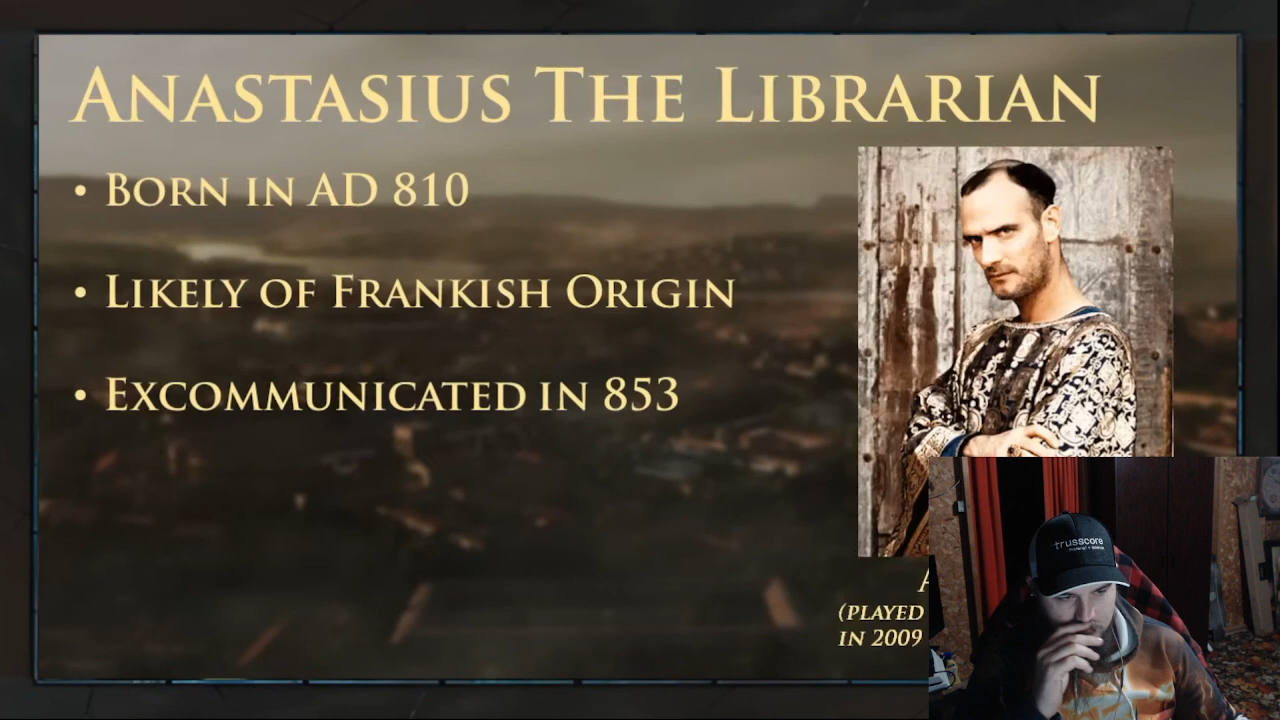 Anastasius The Librarian
• Born in AD 810
• Likely of Frankish Origin
• Excommunicated in 853
(played
in 2009
trusscore